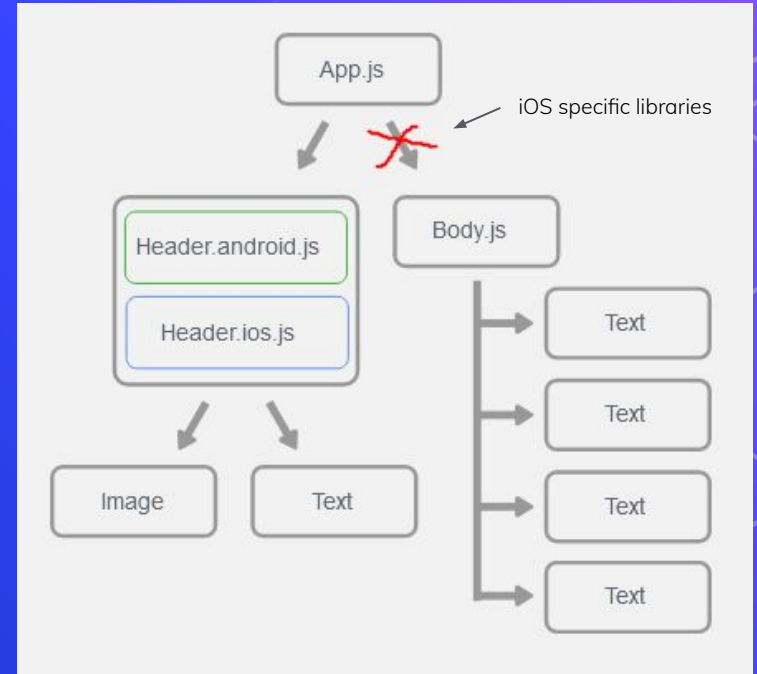 App.js
iOS specific libraries
Header.android.js
Header.ios.js
Body.js
Text
Text
Text
Text
Image
Text